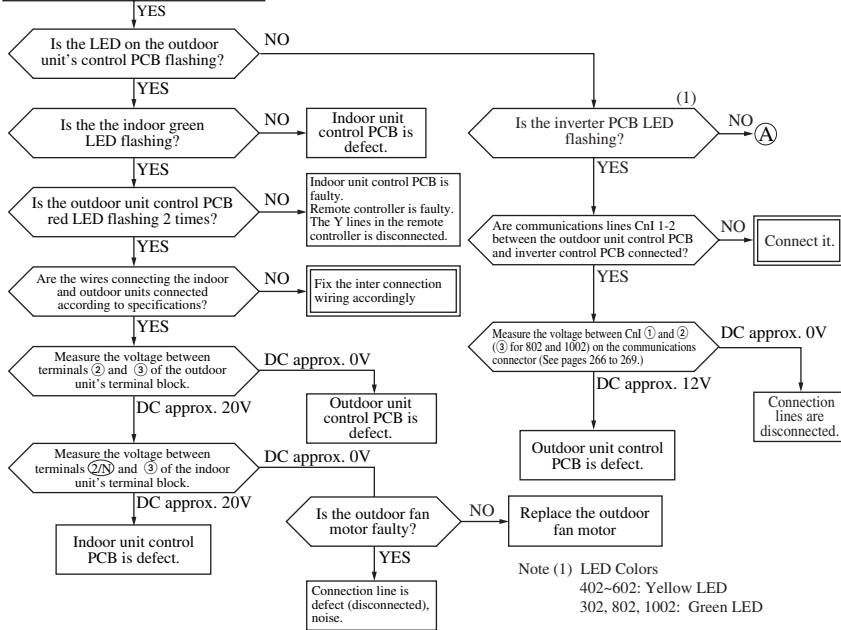 YES
Is the LED on the outdoor
unit's control PCB flashing?
NO
YES
Is the the indoor green
LED flashing?
NO
Indoor unit
control PCB is
defect.
YES
Is the outdoor unit control PCB
red LED flashing 2 times?
NO
Indoor unit control PCB is
faulty.
Remote controller is faulty.
The Y lines in the remote
controller is disconnected.
YES
Are the wires connecting the indoor
and outdoor units connected
according to specifications?
NO
Fix the inter connection
wiring accordingly
YES
Measure the voltage between
terminals ② and ③ of the outdoor
unit's terminal block.
DC approx. 0V
Outdoor unit
control PCB is
defect.
DC approx. 20V
Measure the voltage between
terminals 2/N and ③ of the indoor
unit's terminal block.
DC approx. 0V
DC approx. 20V
Indoor unit control
PCB is defect.
Is the outdoor fan
motor faulty?
NO
Replace the outdoor
fan motor
YES
Connection line is
defect (disconnected),
noise.
(1)
Is the inverter PCB LED
flashing?
NO
Ⓐ
YES
Are communications lines CnI 1-2
between the outdoor unit control PCB
and inverter control PCB connected?
NO
Connect it.
YES
Measure the voltage between CnI ① and ②
(③ for 802 and 1002) on the communications
connector (See pages 266 to 269.)
DC approx. 0V
DC approx. 12V
Connection
lines are
disconnected.
Outdoor unit control
PCB is defect.
Note (1) LED Colors
402~602: Yellow LED
302, 802, 1002: Green LED